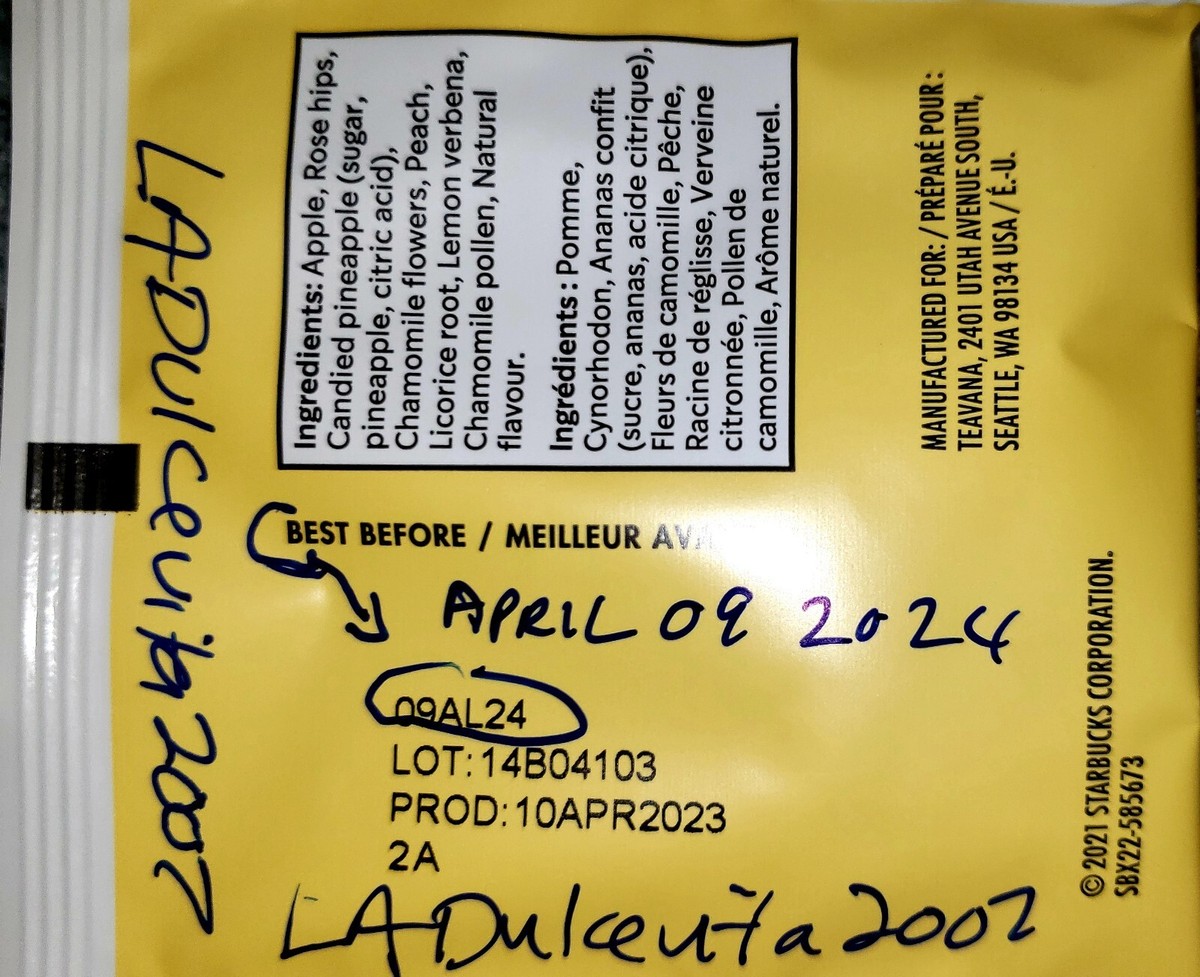 Ingredients: Apple, Rose hips,
Candied pineapple (sugar,
pineapple, citric acid),
Chamomile flowers, Peach,
Licorice root, Lemon verbena,
Chamomile pollen, Natural
flavour.
Ingrédients : Pomme,
Cynorhodon, Ananas confit
(sucre, ananas, acide citrique),
Fleurs de camomille, Pêche,
Racine de réglisse, Verveine
citronnée, Pollen de
camomille, Arôme naturel.
MANUFACTURED FOR: / PRÉPARÉ POUR :
TEAVANA, 2401 UTAH AVENUE SOUTH,
SEATTLE, WA 98134 USA / É.-U.
LADulceuita2007
BEST BEFORE / MEILLEUR
APRIL 09 2024
09AL24
LOT:14B04103
PROD:10APR2023
2A
LADulceuita2007
©2021 STARBUCKS CORPORATION.
SBX22-585673